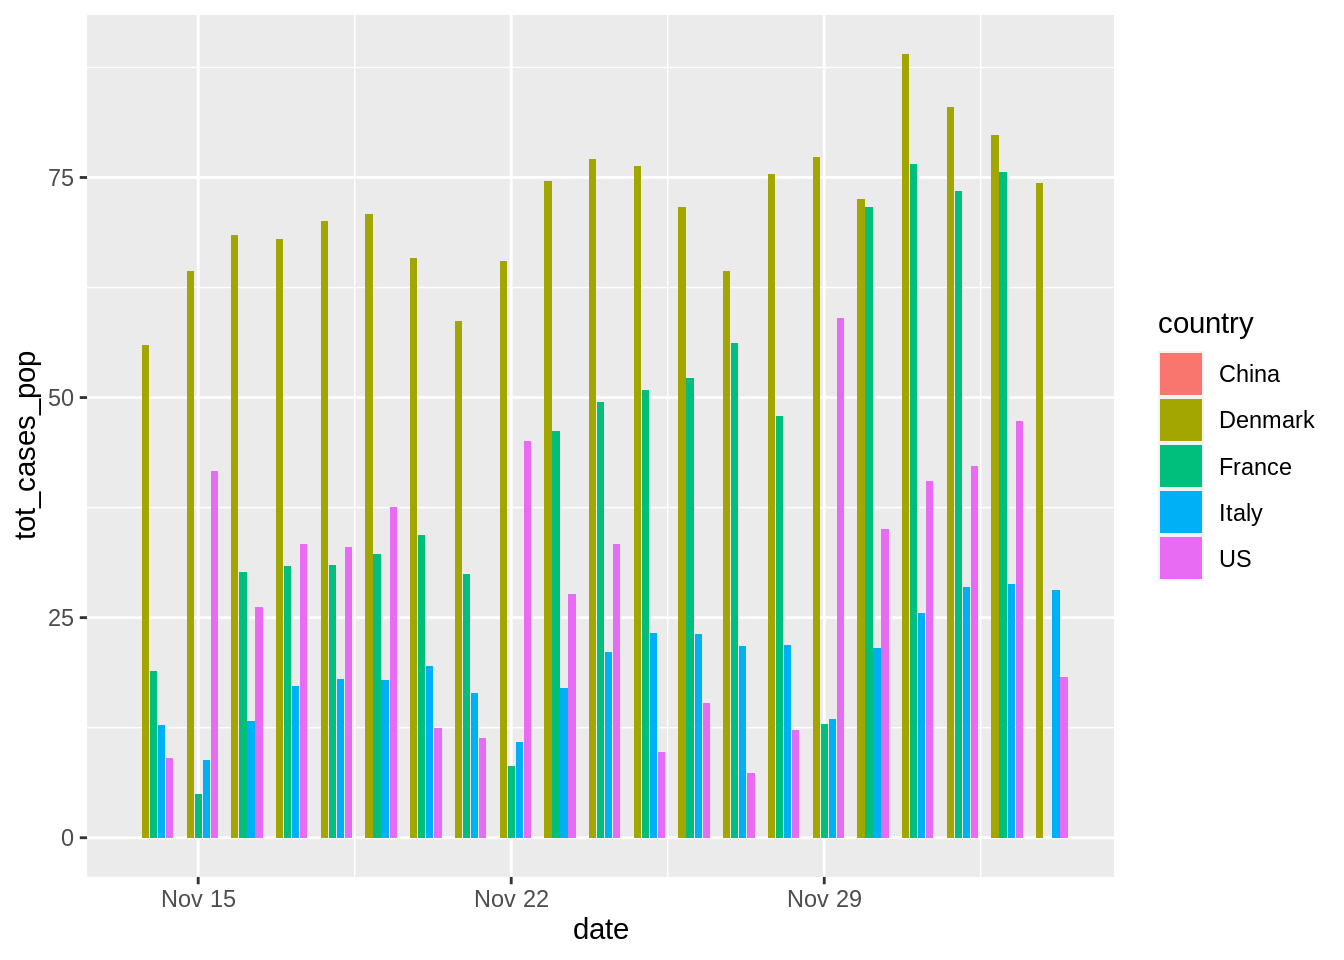 tot_cases_pop
75
50
25
0
Nov 15
Nov 22
Nov 29
date
country
China
Denmark
France
Italy
US